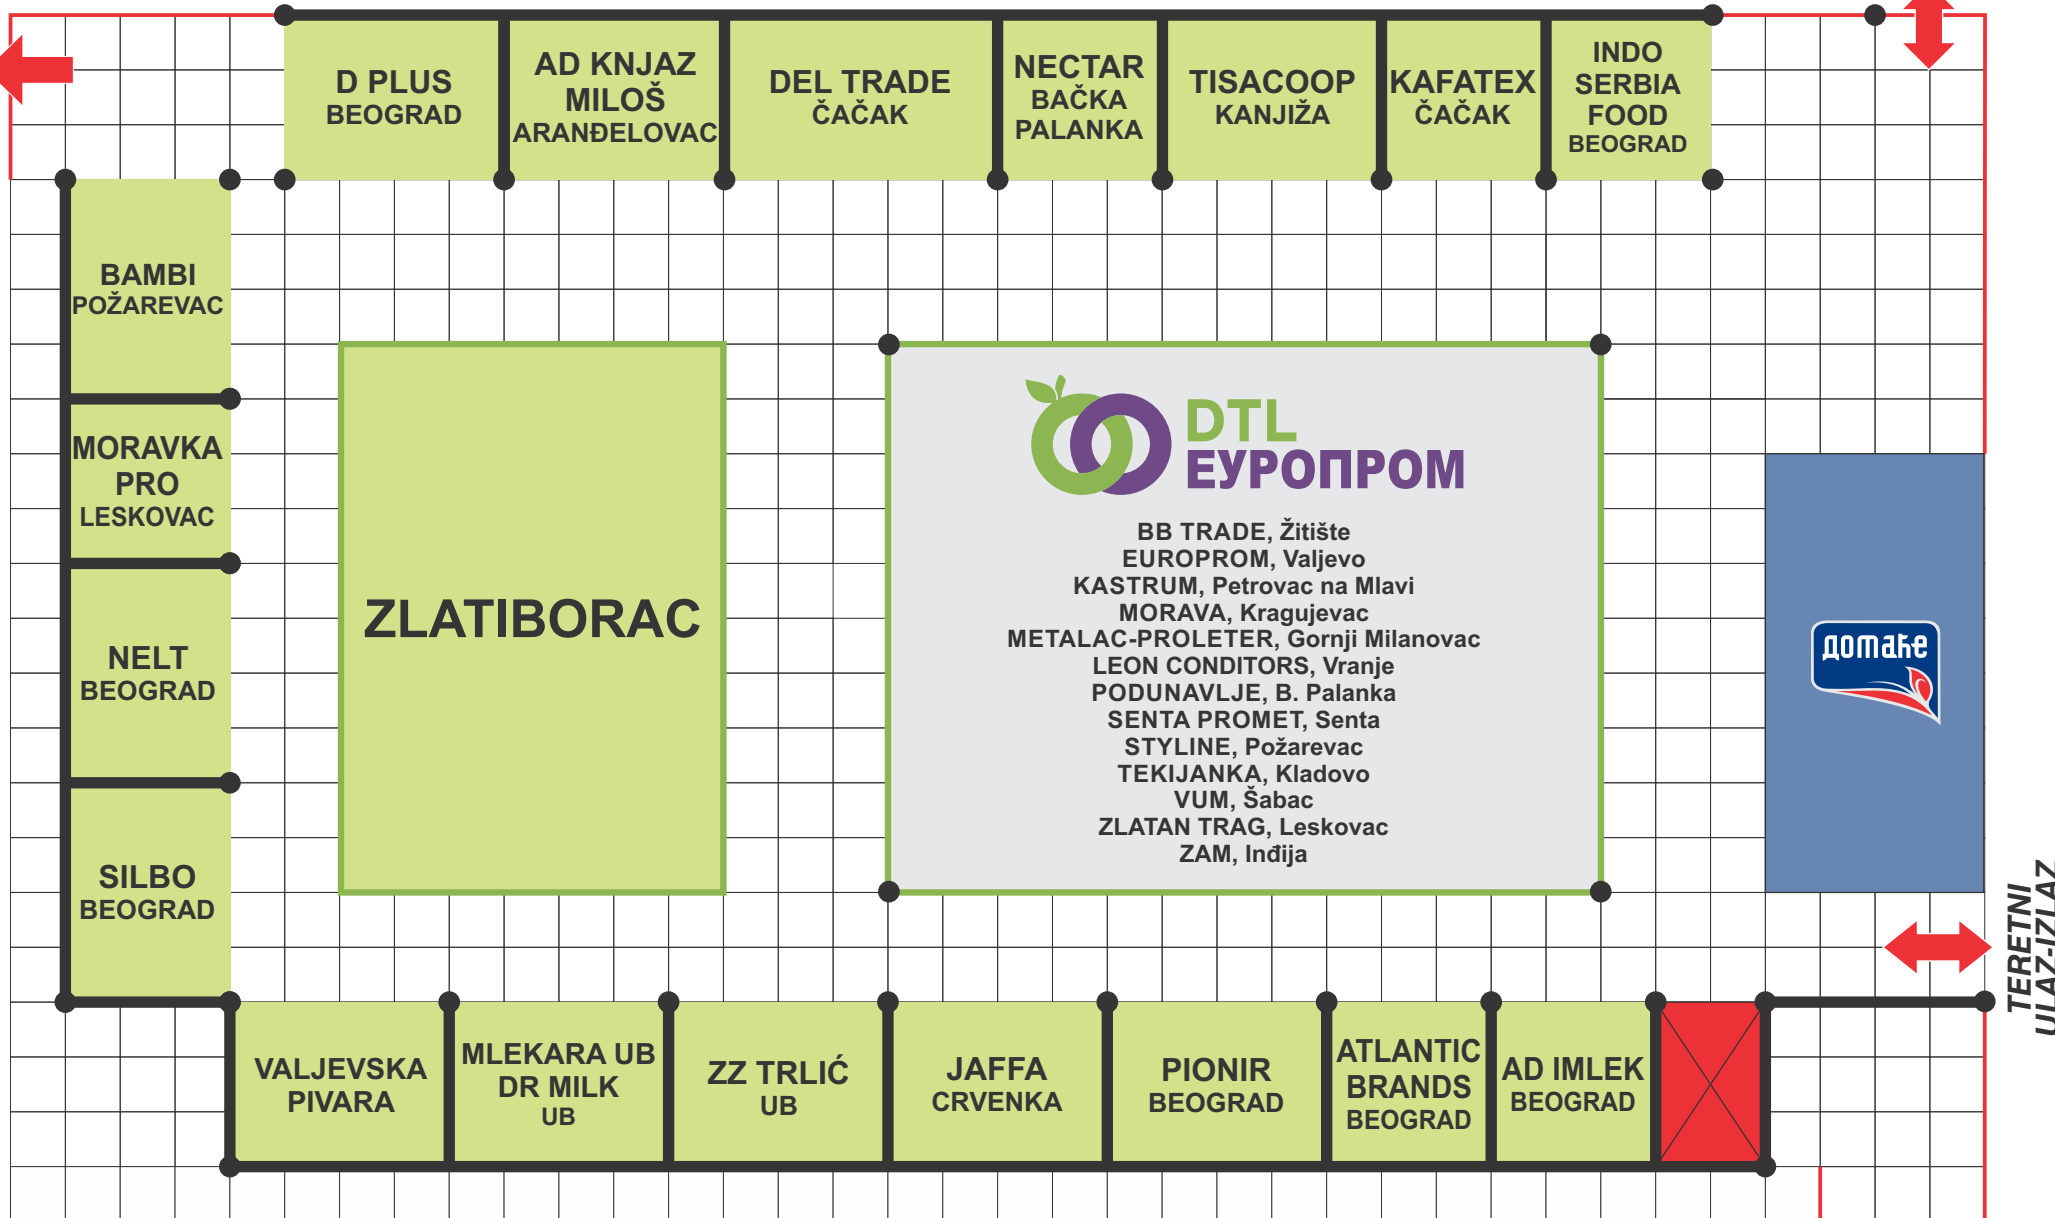 D PLUS
BEOGRAD
AD KNJAZ
MILOŠ
ARANĐELOVAC
DEL TRADE
ČAČAK
NECTAR
BAČKA
PALANKA
TISACOOP
KANJIŽA
KAFATEX
ČAČAK
INDO
SERBIA
FOOD
BEOGRAD
BAMBI
POŽAREVAC
MORAVKA
PRO
LESKOVAC
NELT
BEOGRAD
SILBO
BEOGRAD
ZLATIBORAC
DTL
ЕУРОПРОМ
BB TRADE, Žitište
EUROPROM, Valjevo
KASTRUM, Petrovac na Mlavi
MORAVA, Kragujevac
METALAC-PROLETER, Gornji Milanovac
LEON CONDITORS, Vranje
PODUNAVLJE, B. Palanka
SENTA PROMET, Senta
STYLINE, Požarevac
TEKIJANKA, Kladovo
VUM, Šabac
ZLATAN TRAG, Leskovac
ZAM, Inđija
домаће
TERETNI
ULAZ-IZLAZ
VALJEVSKA
PIVARA
MLEKARA UB
DR MILK
UB
ZZ TRLIĆ
UB
JAFFA
CRVENKA
PIONIR
BEOGRAD
ATLANTIC
BRANDS
BEOGRAD
AD IMLEK
BEOGRAD